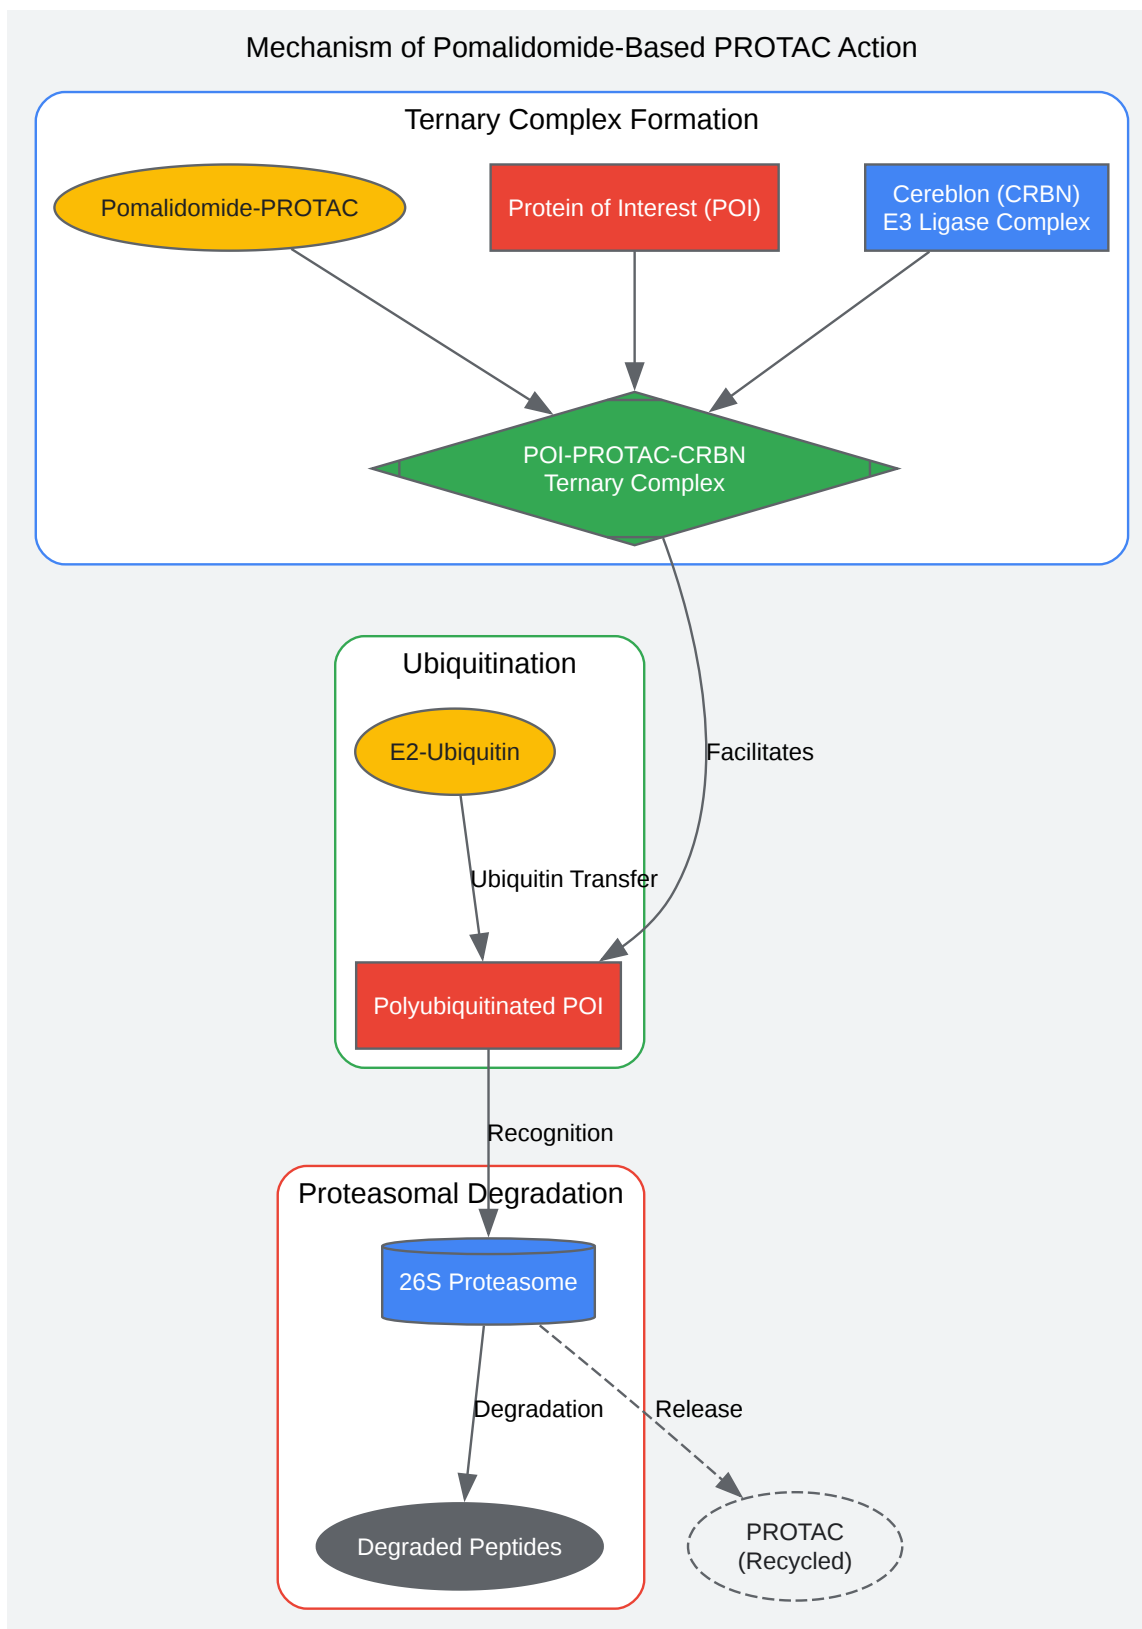 Mechanism of Pomalidomide-Based PROTAC Action
Ternary Complex Formation
Pomalidomide-PROTAC
Protein of Interest (POI)
Cereblon (CRBN)
E3 Ligase Complex
POI-PROTAC-CRBN
Ternary Complex
Ubiquitination
E2-Ubiquitin
Facilitates
Ubiquitin Transfer
Polyubiquitinated POI
Recognition
Proteasomal Degradation
26S Proteasome
Degradation
Release
Degraded Peptides
PROTAC
(Recycled)